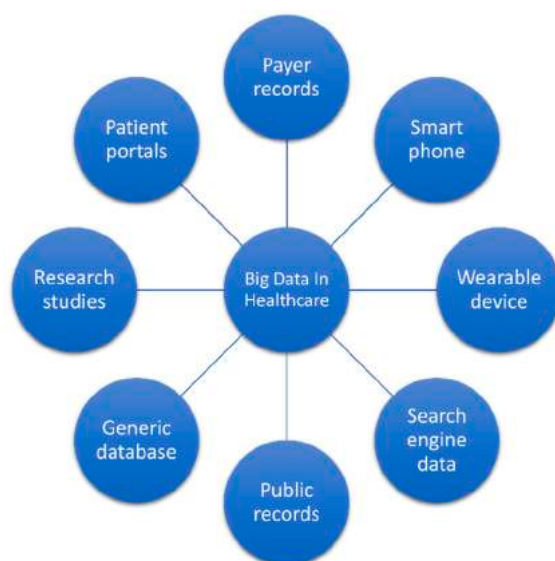 Payer
records
Patient
portals
Smart
phone
Research
studies
Big Data In
Healthcare
Wearable
device
Generic
database
Search
engine
data
Public
records